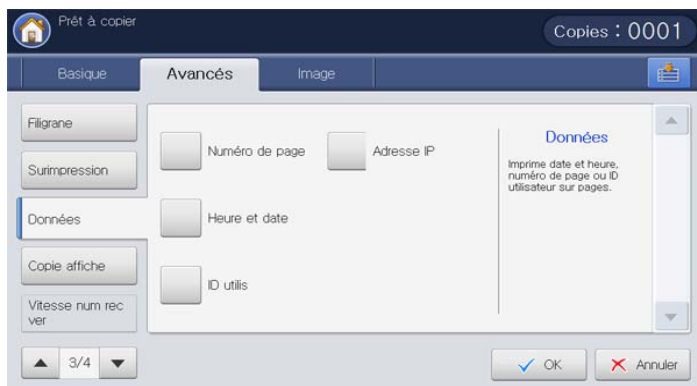 Prêt à copier
Copies : 0001
Basique
Avancés
Image
Filigrane
Surimpression
Données
Copie affiche
Vitesse num rec
ver
3/4
Numéro de page
Adresse IP
Heure et date
ID utilis
Données
Imprime date et heure,
numéro de page ou ID
utilisateur sur pages.
OK
Annuler